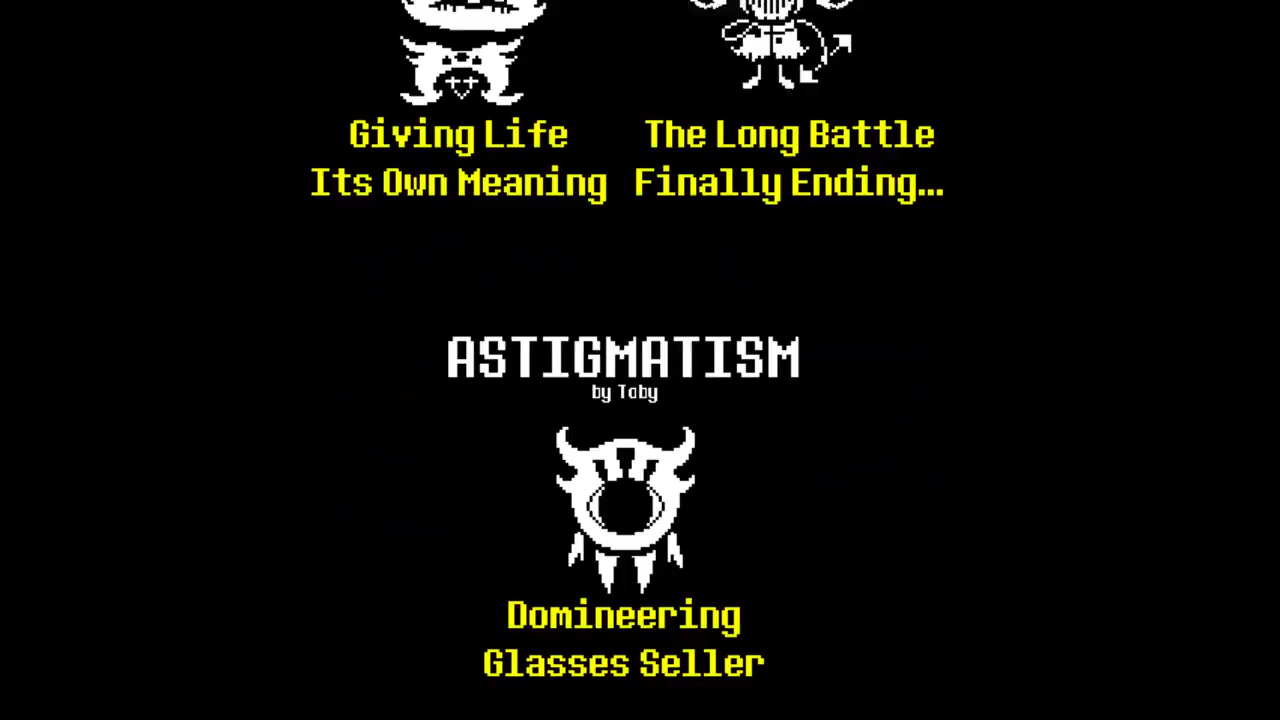 Giving Life The Long Battle
Its Own Meaning Finally Ending...
ASTIGMATISM
by Toby
Domineering
Glasses Seller